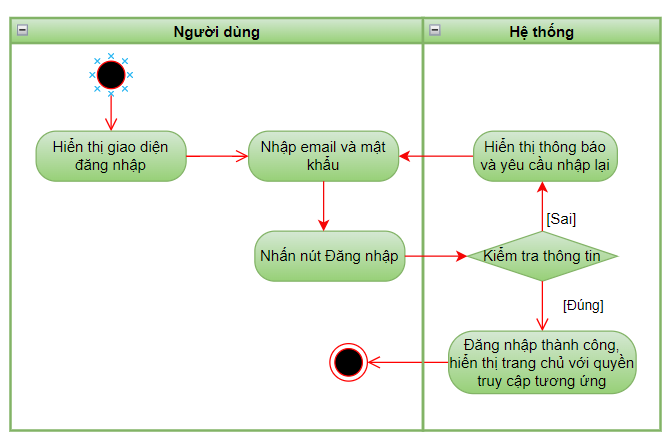 Người dùng
Hệ thống
Hiển thị giao diện
đăng nhập
Nhập email và mật
khẩu
Hiển thị thông báo
và yêu cầu nhập lại
[Sai]
Nhấn nút Đăng nhập
Kiểm tra thông tin
[Đúng]
Đăng nhập thành công,
hiển thị trang chủ với quyền
truy cập tương ứng